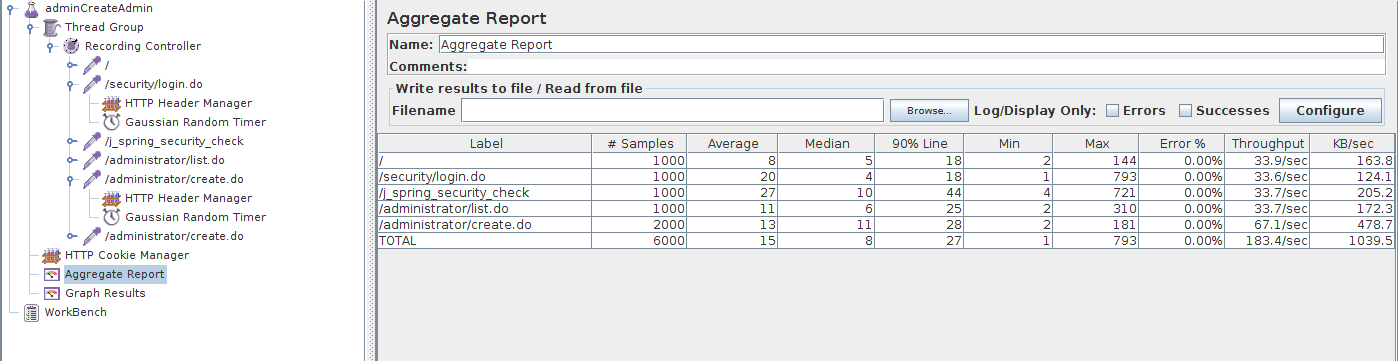 adminCreateAdmin
Thread Group
Recording Controller
/
/security/login.do
HTTP Header Manager
Gaussian Random Timer
/j_spring_security_check
/administrator/list.do
/administrator/create.do
HTTP Header Manager
Gaussian Random Timer
/administrator/create.do
HTTP Cookie Manager
Aggregate Report
Graph Results
WorkBench
Aggregate Report
Name: Aggregate Report
Comments:
Write results to file / Read from file
Filename Browse... Log/Display Only: Errors Successes Configure
Label # Samples Average Median 90% Line Min Max Error % Throughput KB/sec
/ 1000 8 5 18 2 144 0.00% 33.9/sec 163.8
/security/login.do 1000 20 4 18 1 793 0.00% 33.6/sec 124.1
/j_spring_security_check 1000 27 10 44 4 721 0.00% 33.7/sec 205.2
/administrator/list.do 1000 11 6 25 2 310 0.00% 33.7/sec 172.3
/administrator/create.do 2000 13 11 28 2 181 0.00% 67.1/sec 478.7
TOTAL 6000 15 8 27 1 793 0.00% 183.4/sec 1039.5